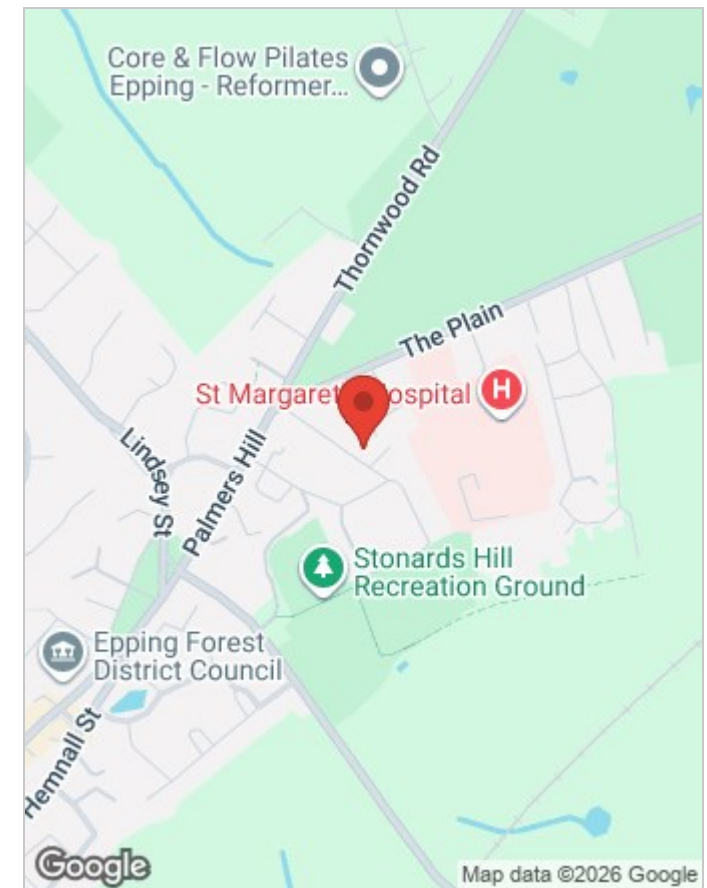 Core & Flow Pilates
Epping - Reformer...
Thornwood Rd
The Plain
St Margaret ospital
H
Lindsey St
Palmers Hill
Stonards Hill
Recreation Ground
Epping Forest
District Council
Hemnall St
Google
Map data ©2026 Google